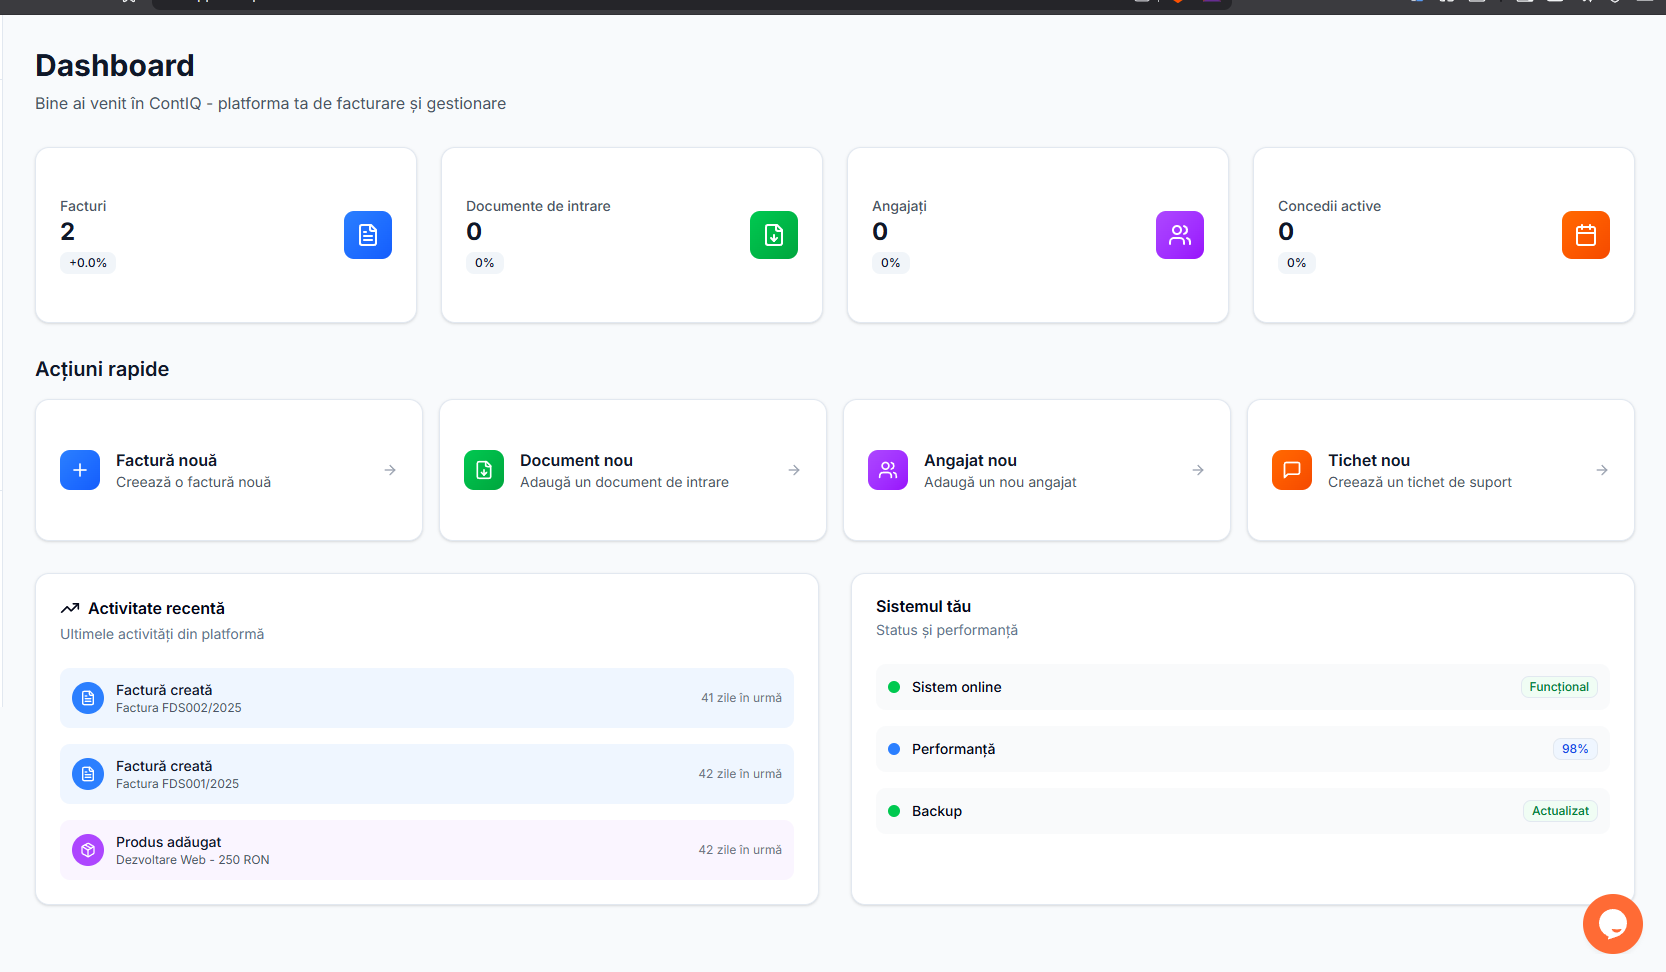 Dashboard
Bine ai venit în ContIQ - platforma ta de facturare și gestionare
Facturi
2
+0.0%
Documente de intrare
0
0%
Angajați
0
0%
Concedii active
0
0%
Acțiuni rapide
Factură nouă
Creează o factură nouă
Document nou
Adaugă un document de intrare
Angajat nou
Adaugă un nou angajat
Tichet nou
Creează un tichet de suport
Activitate recentă
Ultimele activități din platformă
Factură creată
Factura FDS002/2025
41 zile în urmă
Factură creată
Factura FDS001/2025
42 zile în urmă
Produs adăugat
Dezvoltare Web - 250 RON
42 zile în urmă
Sistemul tău
Status și performanță
Sistem online
Funcțional
Performanță
98%
Backup
Actualizat